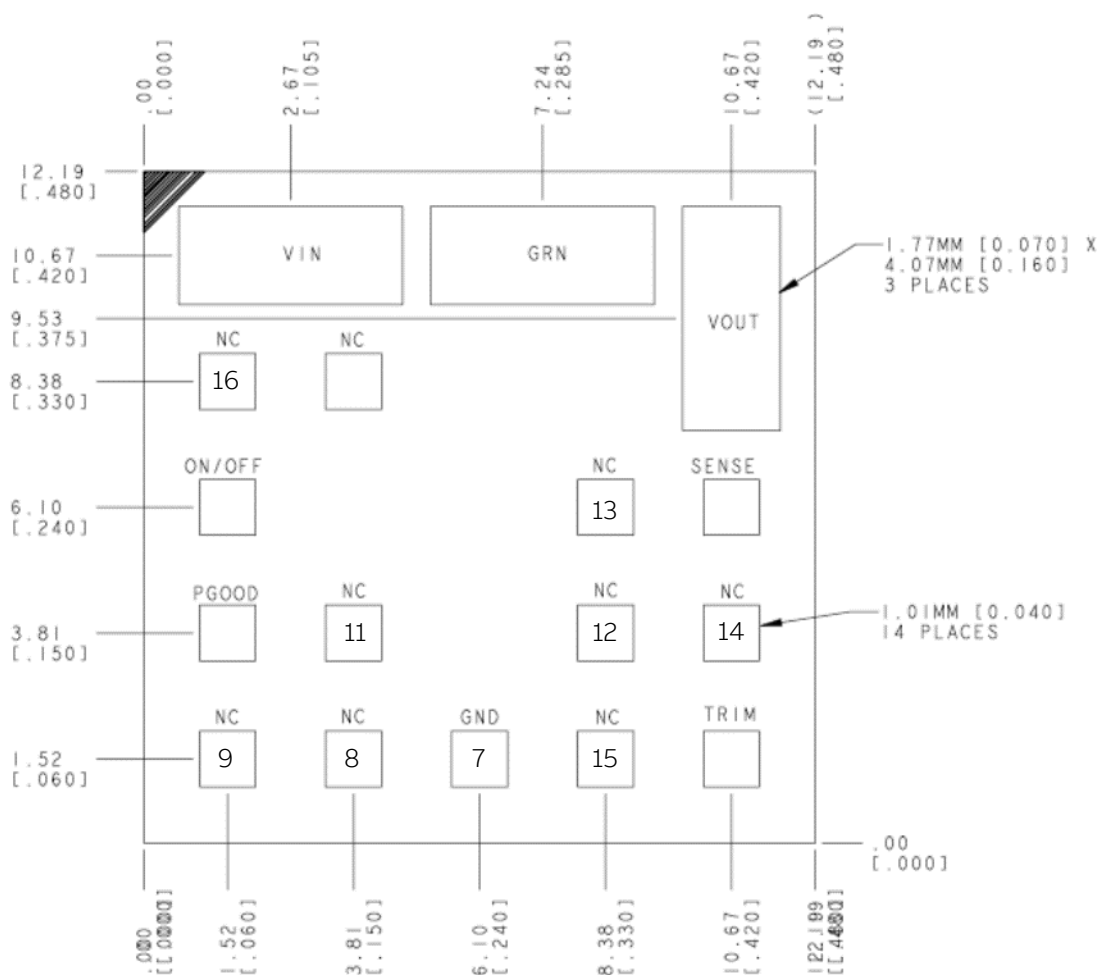 .00
[.0000]
2.67
[.105]
7.24
[.285]
10.67
[.420]
(12.19 )
[.480]
12.19
[.480]
10.67
[.420]
VIN
GRN
1.77MM [0.070] X
4.07MM [0.160]
3 PLACES
9.53
[.375]
VOUT
NC
NC
8.38
[.330]
16
ON/OFF
NC
SENSE
6.10
[.240]
13
PGOOD
NC
NC
NC
3.81
[.150]
11
12
14
1.01MM [0.040]
14 PLACES
NC
NC
GND
NC
TRIM
1.52
[.060]
9
8
7
15
.00
[.000]
1.52
[.060]
3.81
[.150]
6.10
[.240]
8.38
[.330]
10.67
[.420]